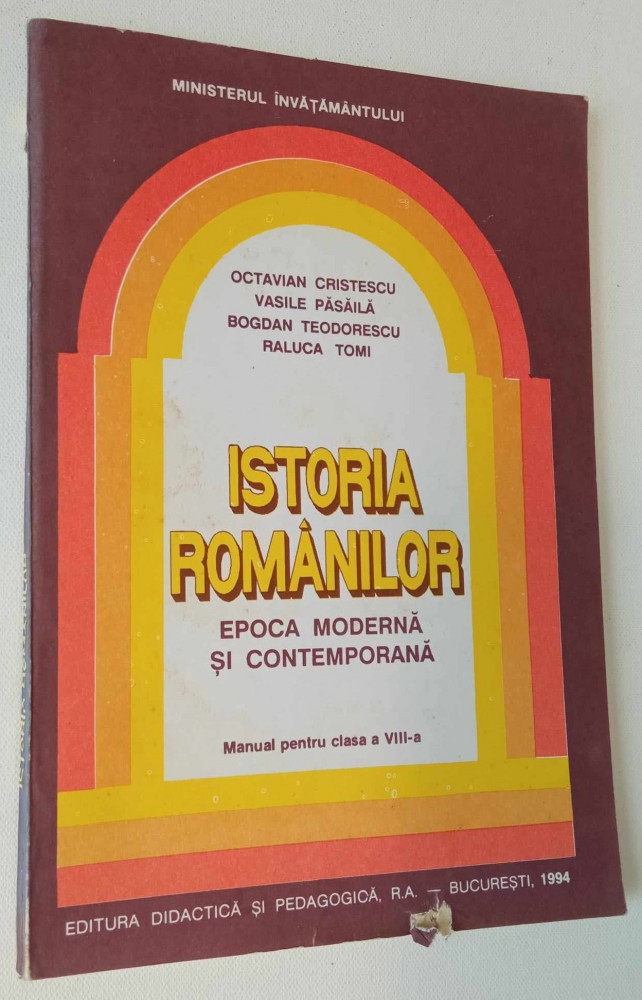 MINISTERUL ÎNVĂȚĂMÂNTULUI
OCTAVIAN CRISTESCU
VASILE PĂSĂILĂ
BOGDAN TEODORESCU
RALUCA TOMI
ISTORIA
ROMÂNILOR
EPOCA MODERNĂ
ȘI CONTEMPORANĂ
Manual pentru clasa a VIII-a
EDITURA DIDACTICĂ ȘI PEDAGOGICĂ, R.A. — BUCUREȘTI, 1994